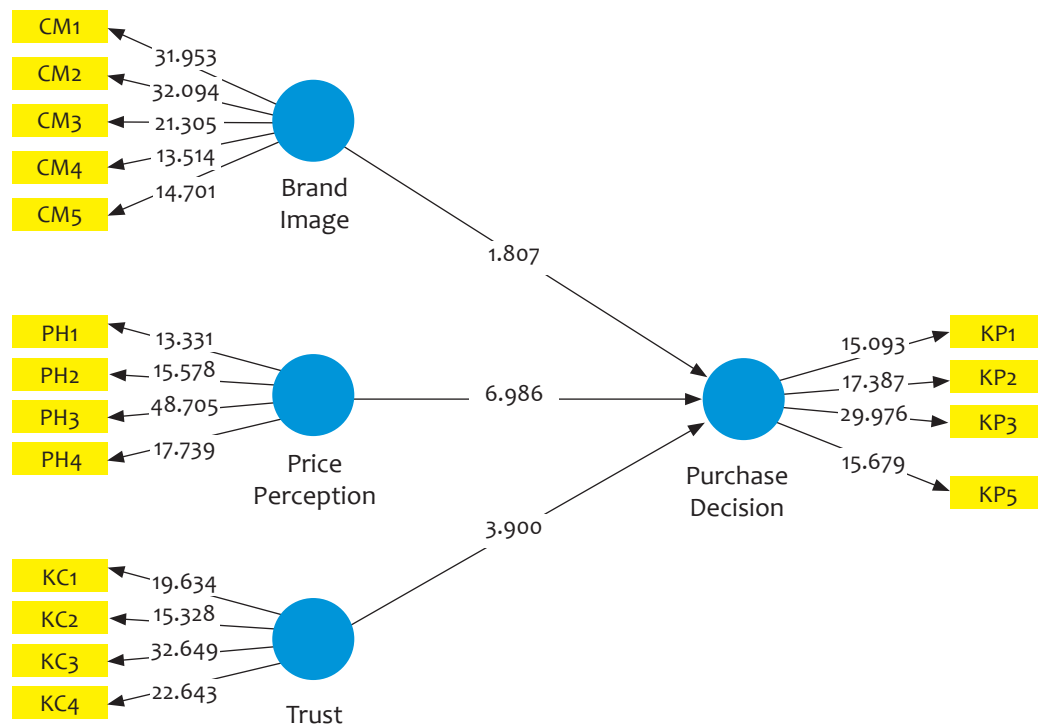 CM1
31.953
CM2
32.094
CM3
21.305
CM4
13.514
CM5
14.701
Brand
Image
1.807
PH1
13.331
PH2
15.578
PH3
48.705
PH4
17.739
Price
Perception
6.986
KP1
15.093
KP2
17.387
KP3
29.976
KP5
15.679
Purchase
Decision
3.900
KC1
19.634
KC2
15.328
KC3
32.649
KC4
22.643
Trust